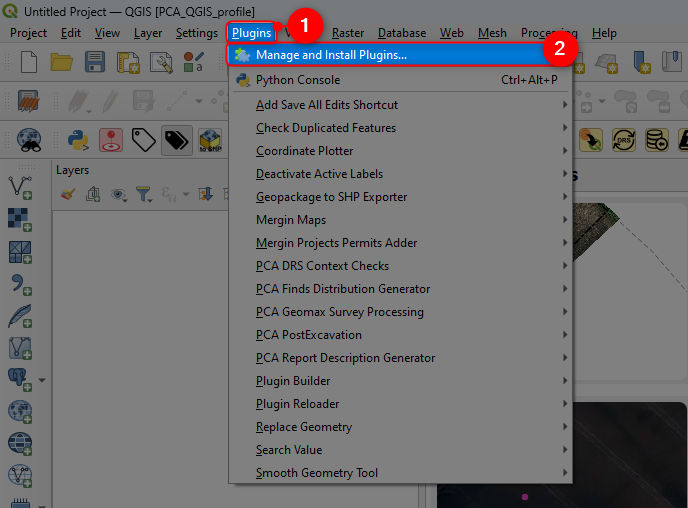 Untitled Project — QGIS [PCA_QGIS_profile]
Project Edit View Layer Settings Plugins V Raster Database Web Mesh Processing Help
1
Manage and Install Plugins...
2
Python Console Ctrl+Alt+P
Add Save All Edits Shortcut
Check Duplicated Features
Coordinate Plotter
Deactivate Active Labels
Geopackage to SHP Exporter
Mergin Maps
Mergin Projects Permits Adder
PCA DRS Context Checks
PCA Finds Distribution Generator
PCA Geomax Survey Processing
PCA PostExcavation
PCA Report Description Generator
Plugin Builder
Plugin Reloader
Replace Geometry
Search Value
Smooth Geometry Tool
Layers
to SHP
DRS